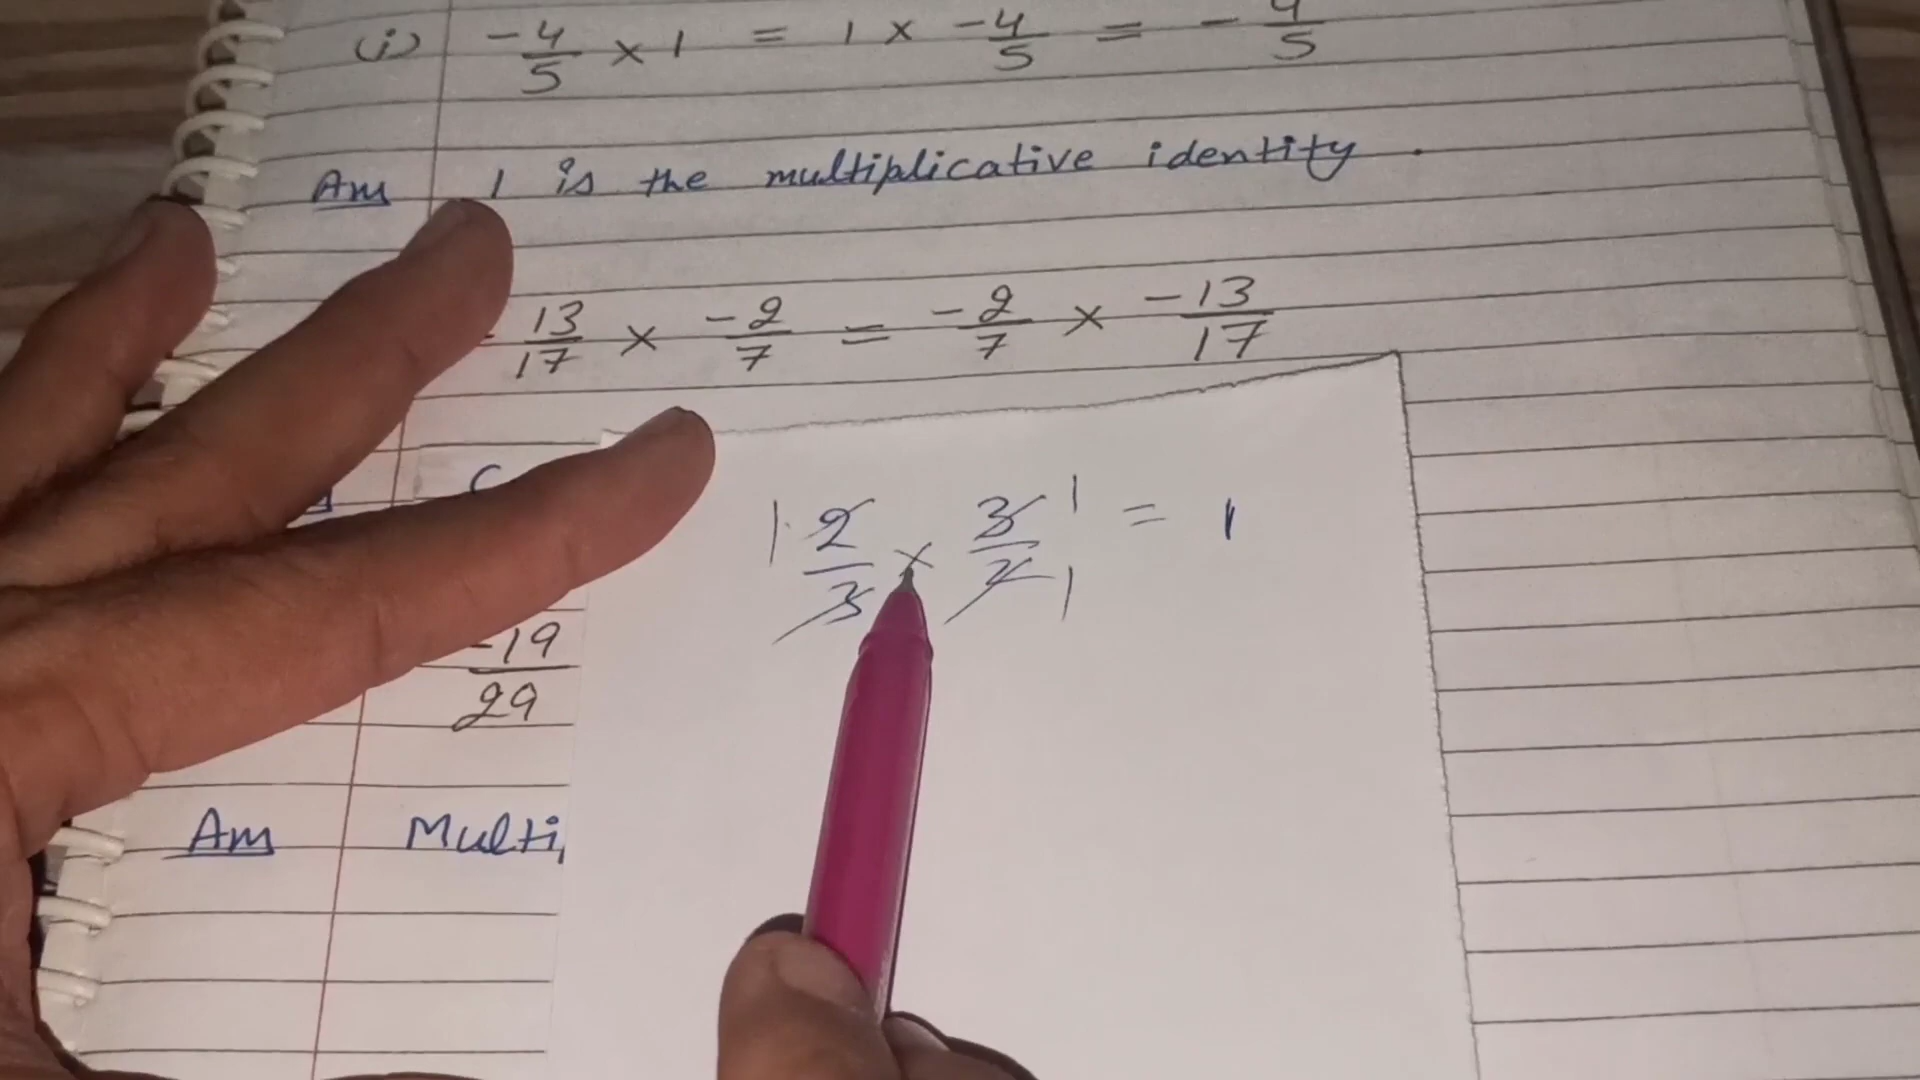 (i) -4/5 × 1 = 1 × -4/5 = -4/5
Ans 1 is the multiplicative identity.
-13/17 × -2/7 = -2/7 × -13/17
1 2/3 × 3/2 1 = 1
1
-19/29
Ans Multi